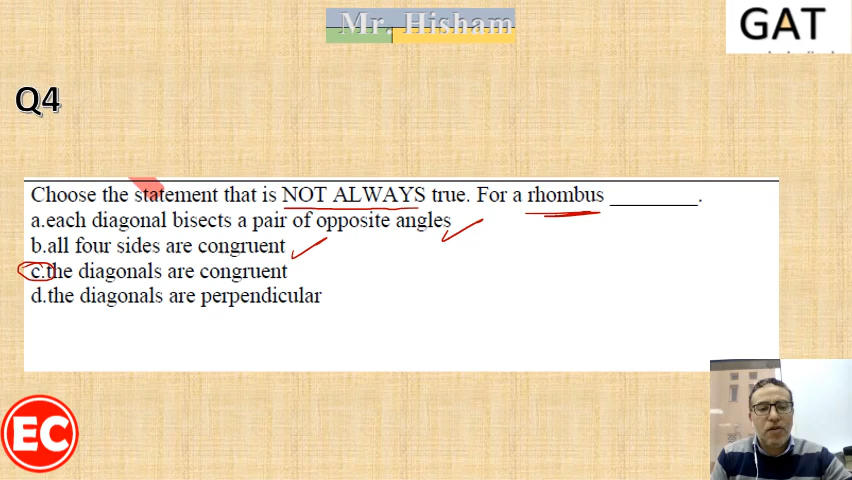 Mr. Hisham
GAT
Q4
Choose the statement that is NOT ALWAYS true. For a rhombus ________.
a.each diagonal bisects a pair of opposite angles
b.all four sides are congruent
c.the diagonals are congruent
d.the diagonals are perpendicular
EC